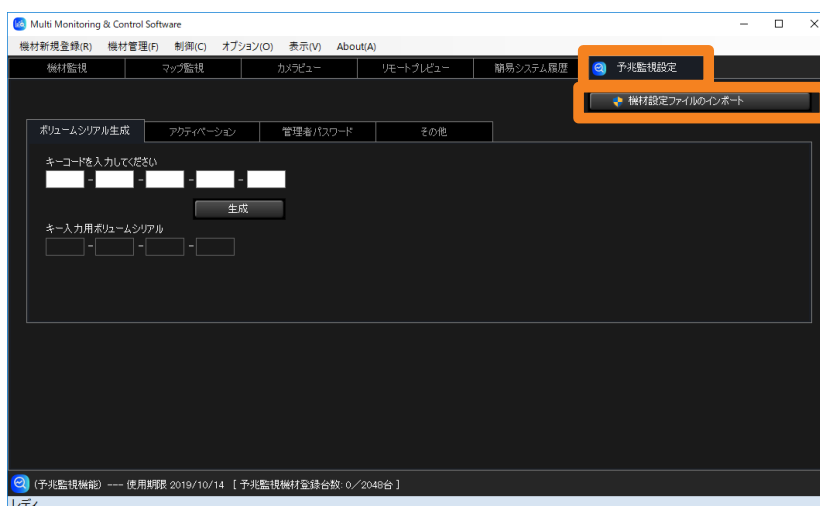 Multi Monitoring & Control Software
機材新規登録(R) 機材管理(F) 制御(C) オプション(O) 表示(V) About(A)
機材監視 マップ監視 カメラビュー リモートプレビュー 簡易システム履歴 予兆監視設定
機材設定ファイルのインポート
ボリュームシリアル生成 アクティベーション 管理者パスワード その他
キーコードを入力してください
- - - -
生成
キー入力用ボリュームシリアル
- - -
(予兆監視機能) --- 使用期限 2019/10/14 [ 予兆監視機材登録台数: 0／2048台 ]
レディ